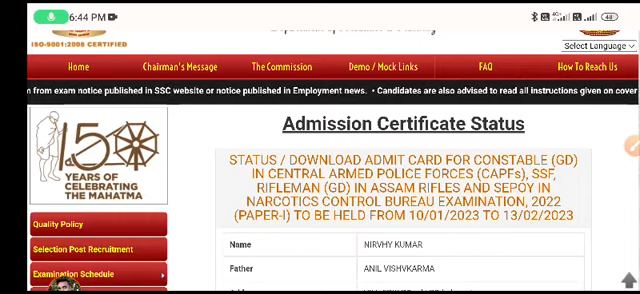 6:44 PM
48
ISO-9001:2008 CERTIFIED
Select Language
Home
Chairman's Message
The Commission
Demo / Mock Links
FAQ
How To Reach Us
from exam notice published in SSC website or notice published in Employment news. • Candidates are also advised to read all instructions given on cover
Admission Certificate Status
150
YEARS OF
CELEBRATING
THE MAHATMA
STATUS / DOWNLOAD ADMIT CARD FOR CONSTABLE (GD)
IN CENTRAL ARMED POLICE FORCES (CAPFs), SSF,
RIFLEMAN (GD) IN ASSAM RIFLES AND SEPOY IN
NARCOTICS CONTROL BUREAU EXAMINATION, 2022
(PAPER-I) TO BE HELD FROM 10/01/2023 TO 13/02/2023
Quality Policy
Selection Post Recruitment
Examination Schedule
Name
NIRVHY KUMAR
Father
ANIL VISHVKARMA